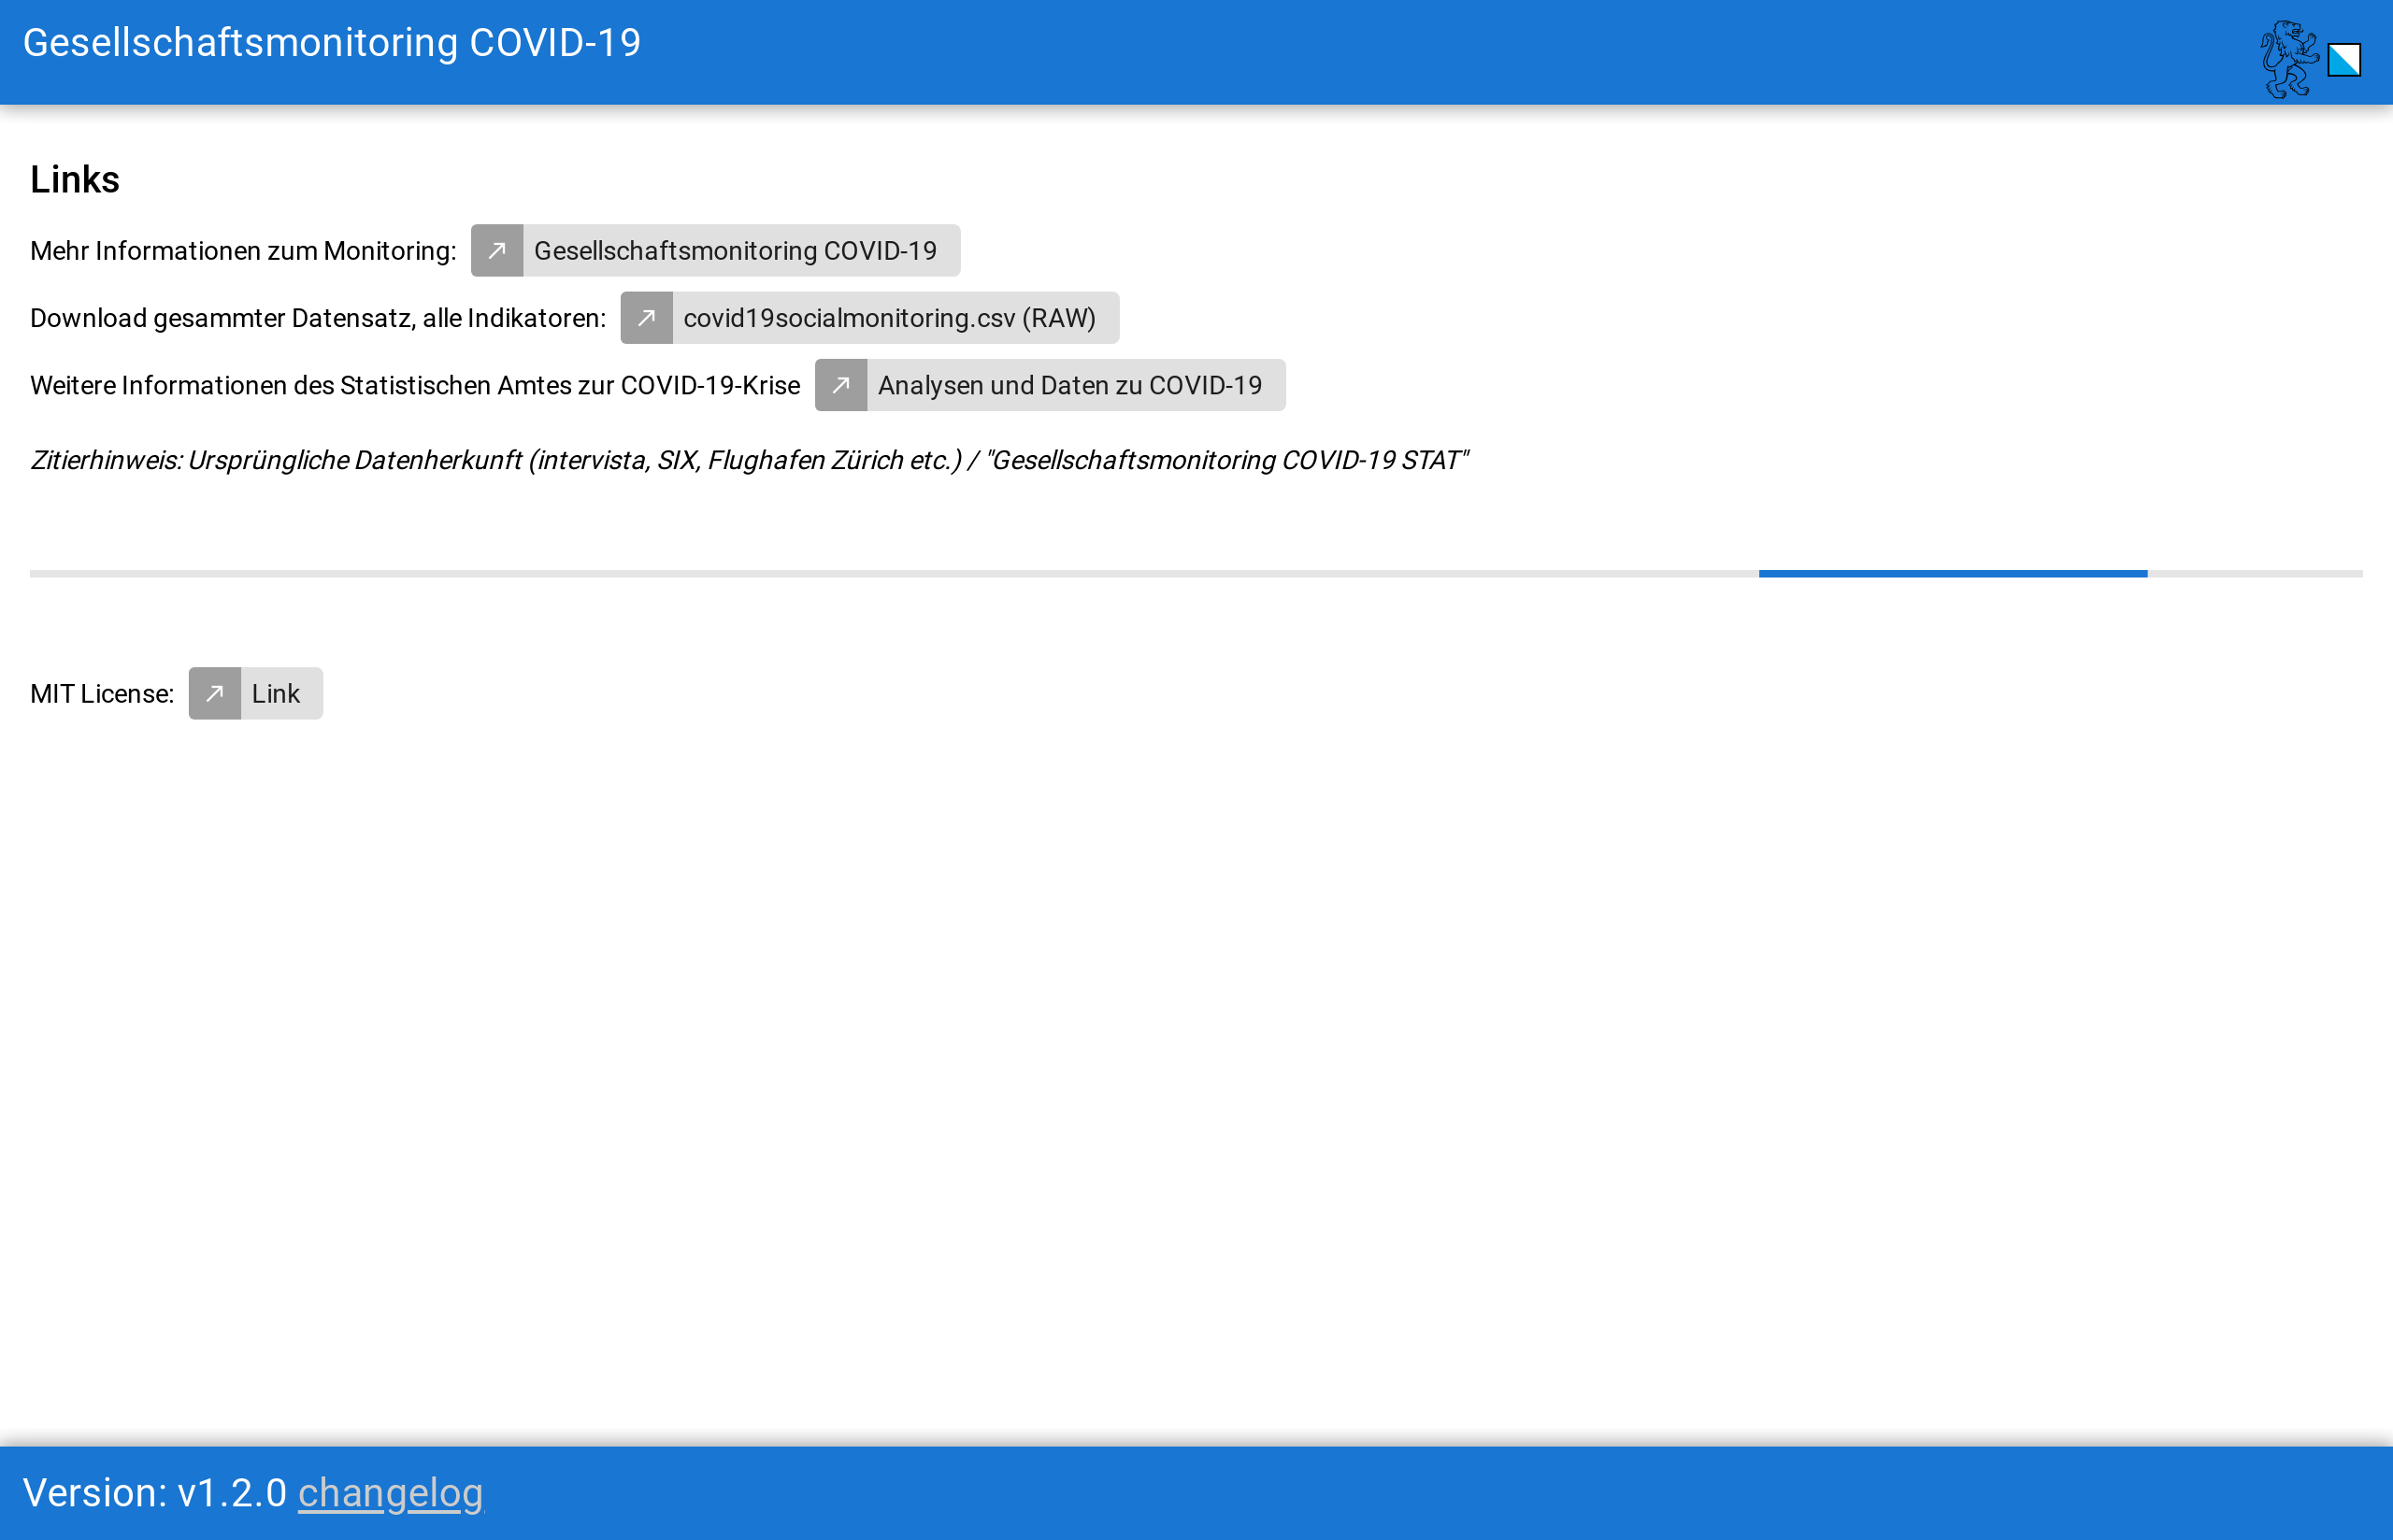 Gesellschaftsmonitoring COVID-19
Links
Mehr Informationen zum Monitoring: Gesellschaftsmonitoring COVID-19
Download gesammter Datensatz, alle Indikatoren: covid19socialmonitoring.csv (RAW)
Weitere Informationen des Statistischen Amtes zur COVID-19-Krise Analysen und Daten zu COVID-19
Zitierhinweis: Ursprüngliche Datenherkunft (intervista, SIX, Flughafen Zürich etc.) / "Gesellschaftsmonitoring COVID-19 STAT"
MIT License: Link
Version: v1.2.0 changelog